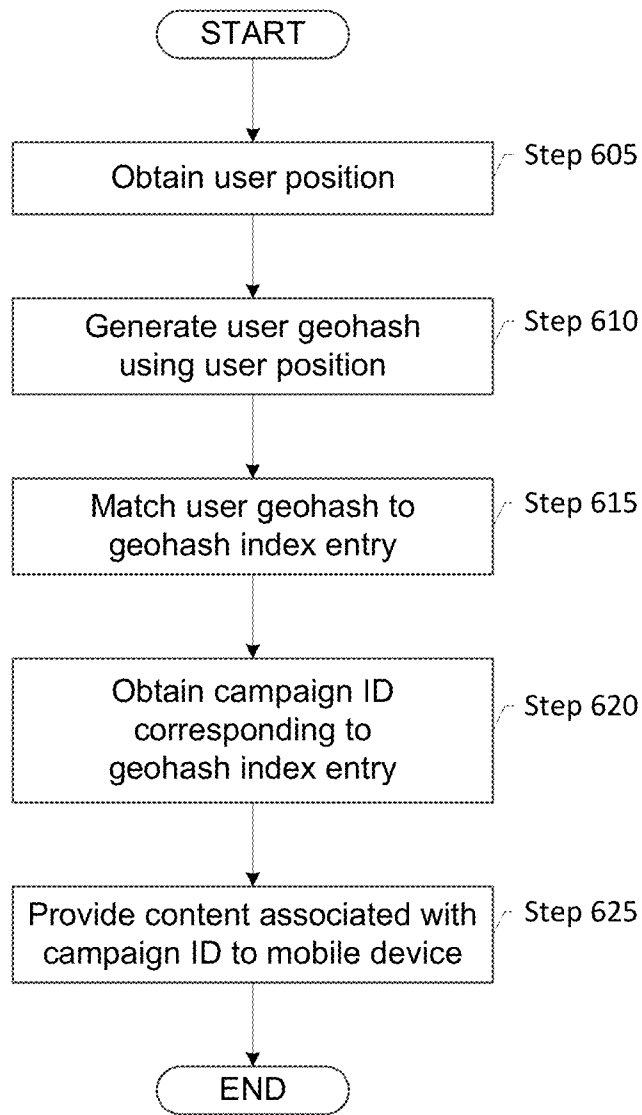 START
Obtain user position
Step 605
Generate user geohash
using user position
Step 610
Match user geohash to
geohash index entry
Step 615
Obtain campaign ID
corresponding to
geohash index entry
Step 620
Provide content associated with
campaign ID to mobile device
Step 625
END